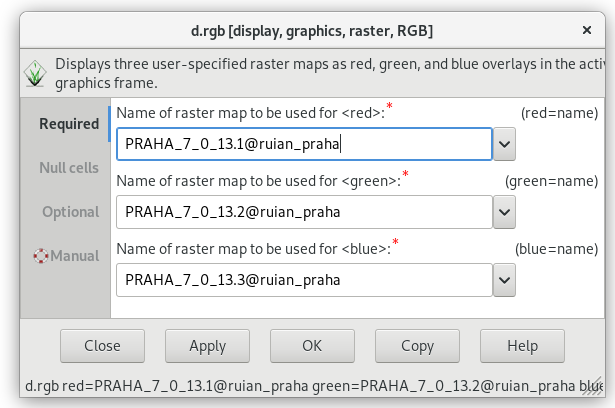 d.rgb [display, graphics, raster, RGB]
Displays three user-specified raster maps as red, green, and blue overlays in the
graphics frame.
Required
Name of raster map to be used for <red>:* (red=name)
PRAHA_7_0_13.1@ruian_praha
Null cells
Name of raster map to be used for <green>:* (green=name)
Optional
PRAHA_7_0_13.2@ruian_praha
Manual
Name of raster map to be used for <blue>:* (blue=name)
PRAHA_7_0_13.3@ruian_praha
Close Apply OK Copy Help
d.rgb red=PRAHA_7_0_13.1@ruian_praha green=PRAHA_7_0_13.2@ruian_praha